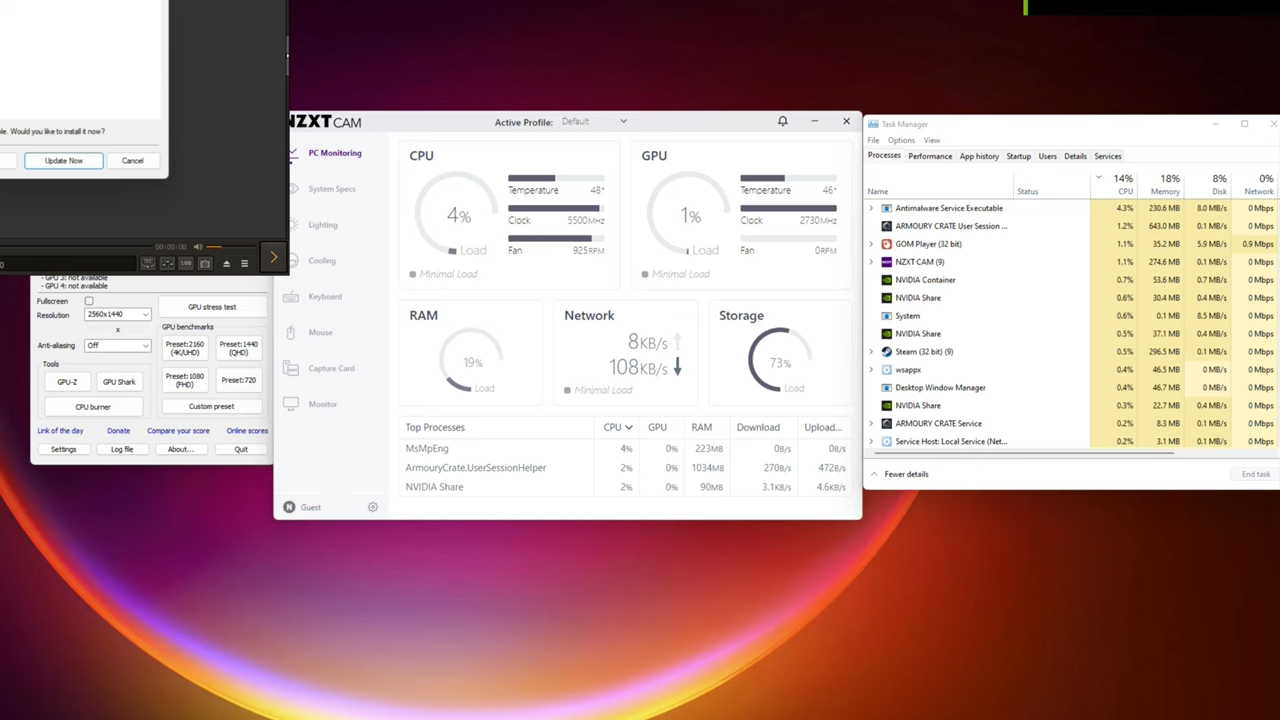 le. Would you like to install it now?
Update Now
Cancel
00:00:00
0
- GPU 3: not available
- GPU 4: not available
Fullscreen
Resolution
2560x1440
x
Anti-aliasing:
Off
Tools
GPU-Z
GPU Shark
CPU burner
GPU stress test
GPU benchmarks
Preset:2160
(4K/UHD)
Preset:1440
(QHD)
Preset:1080
(FHD)
Preset:720
Custom preset
Link of the day
Donate
Compare your score
Online scores
Settings
Log file
About...
Quit
NZXT CAM
Active Profile:
Default
PC Monitoring
System Specs
Lighting
Cooling
Keyboard
Mouse
Capture Card
Monitor
N
Guest
CPU
4%
Load
Minimal Load
Temperature 48°
Clock 5500MHz
Fan 925RPM
GPU
1%
Load
Minimal Load
Temperature 46°
Clock 2730MHz
Fan 0RPM
RAM
19%
Load
Network
8KB/s
108KB/s
Minimal Load
Storage
73%
Load
Top Processes CPU GPU RAM Download Upload...
MsMpEng 4% 0% 223MB 0B/s 0B/s
ArmouryCrate.UserSessionHelper 2% 0% 1034MB 270B/s 472B/s
NVIDIA Share 2% 0% 90MB 3.1KB/s 4.6KB/s
Task Manager
File Options View
Processes Performance App history Startup Users Details Services
14% 18% 8% 0%
Name Status CPU Memory Disk Network
Antimalware Service Executable 4.3% 230.6 MB 8.0 MB/s 0 Mbps
ARMOURY CRATE User Session ... 1.2% 643.0 MB 0.1 MB/s 0 Mbps
GOM Player (32 bit) 1.1% 35.2 MB 5.9 MB/s 0.9 Mbps
NZXT CAM (9) 1.1% 274.6 MB 0.1 MB/s 0 Mbps
NVIDIA Container 0.7% 53.6 MB 0.7 MB/s 0 Mbps
NVIDIA Share 0.6% 30.4 MB 0.4 MB/s 0 Mbps
System 0.6% 0.1 MB 8.5 MB/s 0 Mbps
NVIDIA Share 0.5% 37.1 MB 0.4 MB/s 0 Mbps
Steam (32 bit) (9) 0.5% 296.5 MB 0.1 MB/s 0 Mbps
wsappx 0.4% 46.5 MB 0 MB/s 0 Mbps
Desktop Window Manager 0.4% 46.7 MB 0 MB/s 0 Mbps
NVIDIA Share 0.3% 22.7 MB 0.4 MB/s 0 Mbps
ARMOURY CRATE Service 0.2% 8.3 MB 0.1 MB/s 0 Mbps
Service Host: Local Service (Net... 0.2% 3.1 MB 0.1 MB/s 0 Mbps
Fewer details
End task